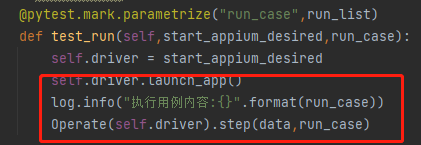 @pytest.mark.parametrize("run_case",run_list)
def test_run(self,start_appium_desired,run_case):
    self.driver = start_appium_desired
    self.driver.launch_app()
    log.info("执行用例内容:{}".format(run_case))
    Operate(self.driver).step(data,run_case)